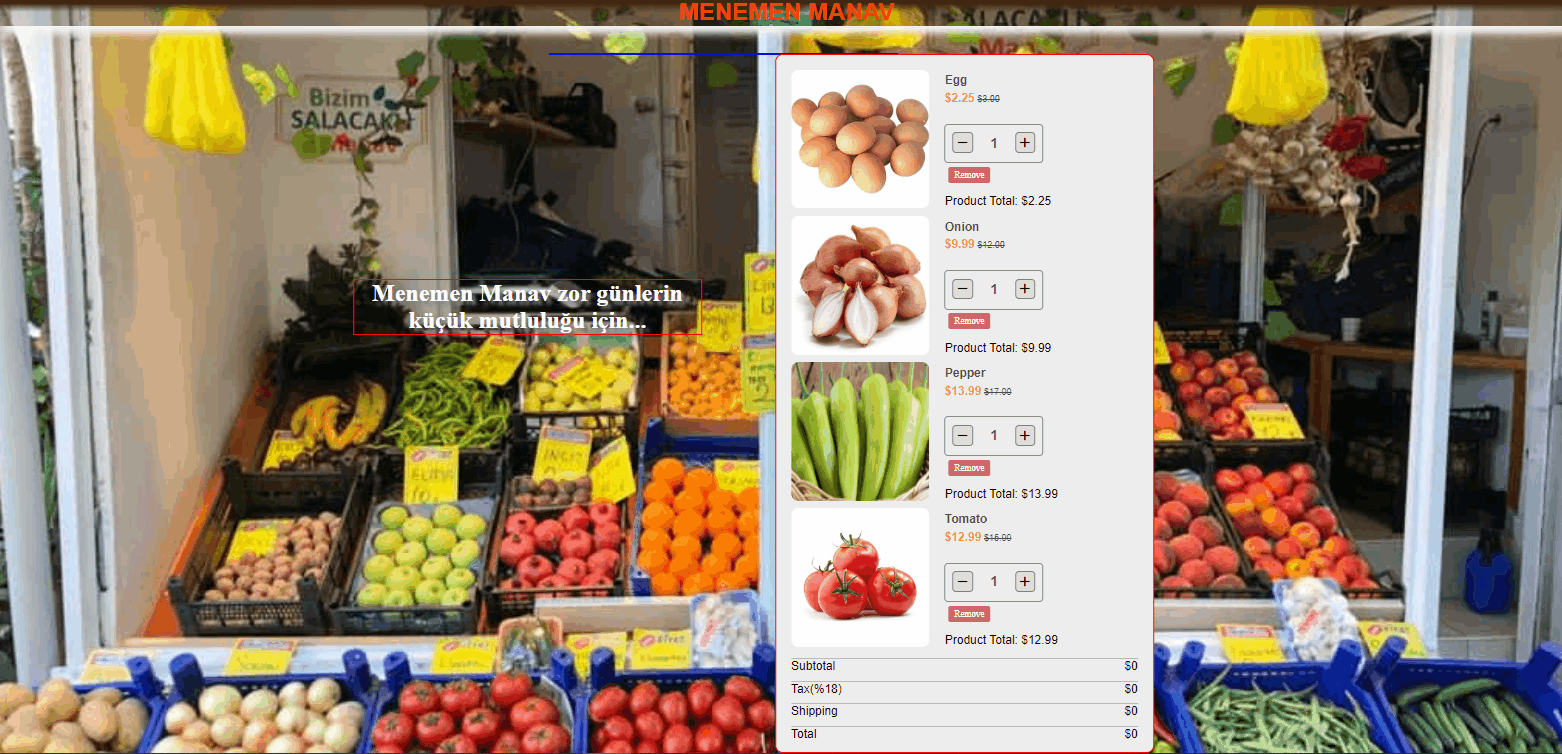 MENEMEN MANAV
Bizim
SALACAKLI
Manav
Menemen Manav zor günlerin
küçük mutluluğu için...
Egg
$2.25 $3.00
− 1 +
Remove
Product Total: $2.25
Onion
$9.99 $12.00
− 1 +
Remove
Product Total: $9.99
Pepper
$13.99 $17.00
− 1 +
Remove
Product Total: $13.99
Tomato
$12.99 $15.00
− 1 +
Remove
Product Total: $12.99
Subtotal $0
Tax(%18) $0
Shipping $0
Total $0